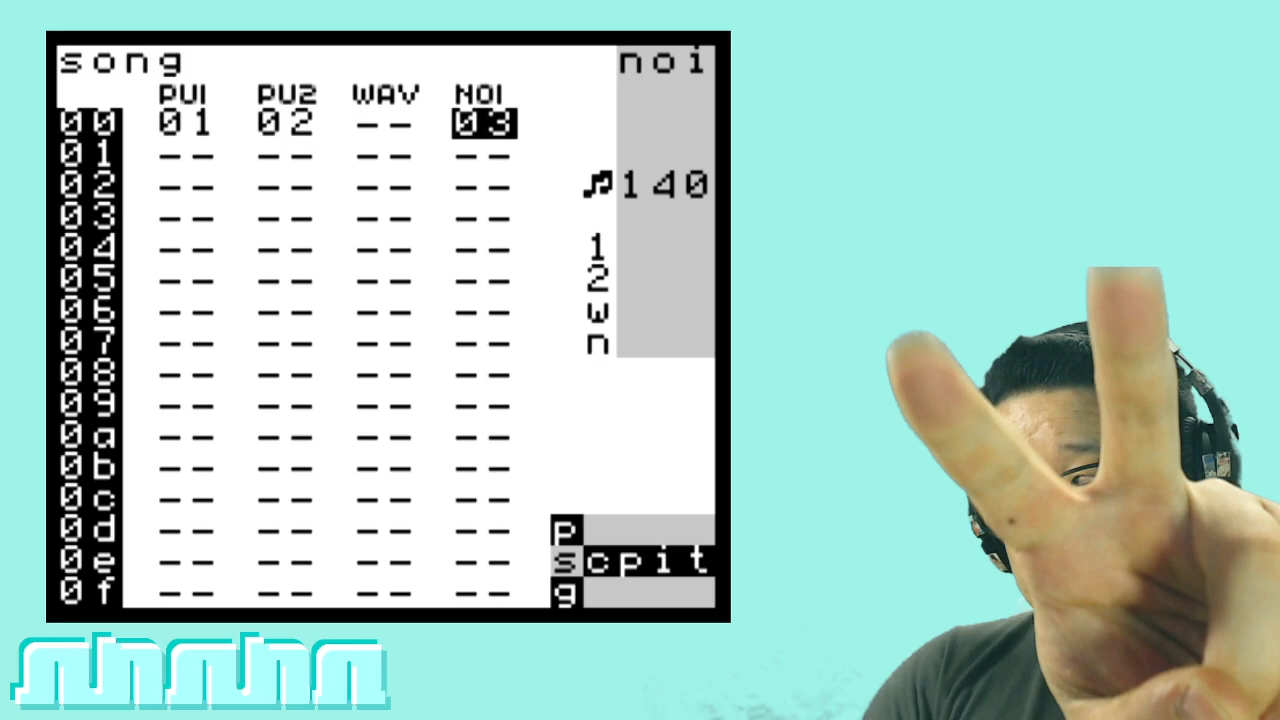 song noi
PU1 PU2 WAV NOI
00 01 02 -- 03
01 -- -- -- --
02 -- -- -- -- 140
03 -- -- -- --
04 -- -- -- -- 1
05 -- -- -- -- 2
06 -- -- -- -- w
07 -- -- -- -- n
08 -- -- -- --
09 -- -- -- --
0a -- -- -- --
0b -- -- -- --
0c -- -- -- --
0d -- -- -- -- p
0e -- -- -- -- scpit
0f -- -- -- -- g